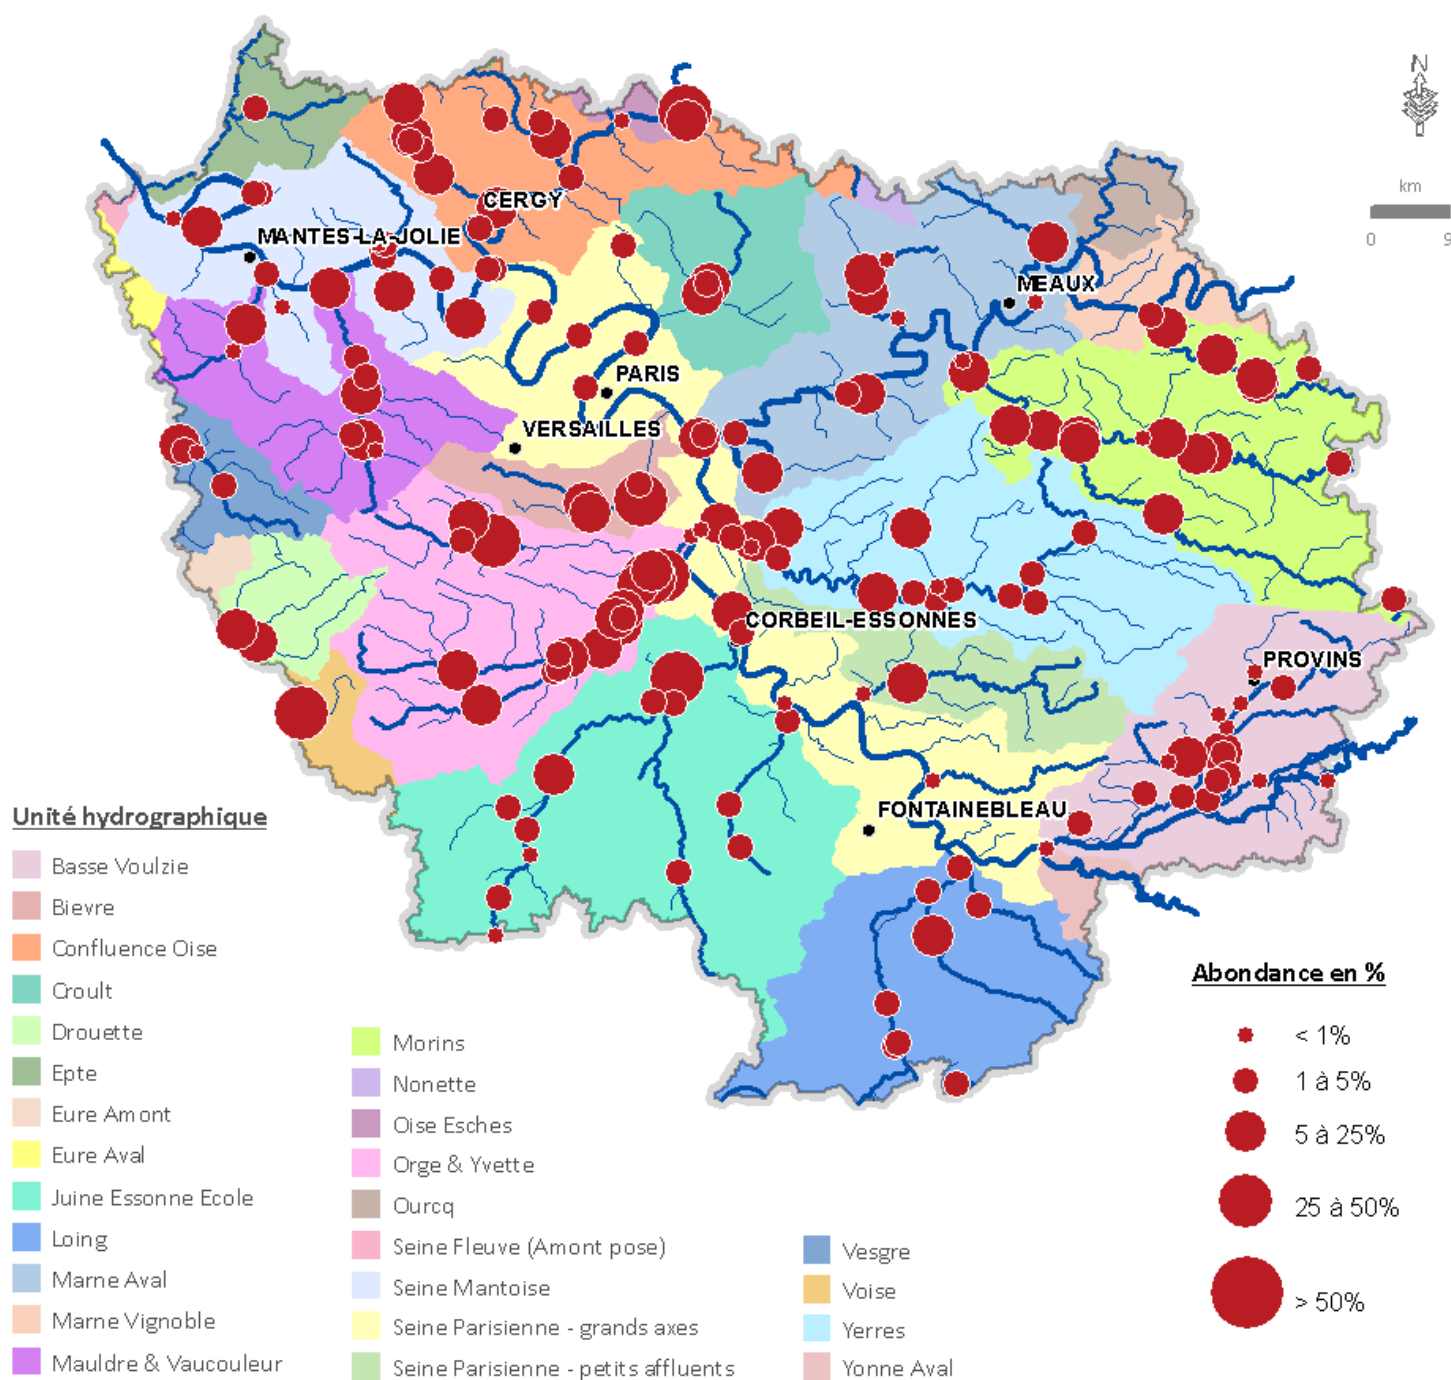 N
km
0 9
CERGY
MANTES-LA-JOLIE
MEAUX
PARIS
VERSAILLES
CORBEIL-ESSONNES
PROVINS
FONTAINEBLEAU
Unité hydrographique
Basse Voulzie
Bievre
Confluence Oise
Croult
Drouette
Epte
Eure Amont
Eure Aval
Juine Essonne Ecole
Loing
Marne Aval
Marne Vignoble
Mauldre & Vaucouleur
Morins
Nonette
Oise Esches
Orge & Yvette
Ourcq
Seine Fleuve (Amont pose)
Seine Mantoise
Seine Parisienne - grands axes
Seine Parisienne - petits affluents
Vesgre
Voise
Yerres
Yonne Aval
Abondance en %
< 1%
1 à 5%
5 à 25%
25 à 50%
> 50%